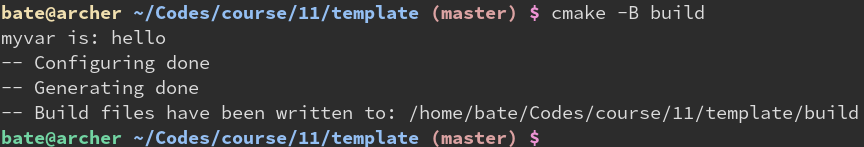 bate@archer ~/Codes/course/11/template (master) $ cmake -B build
myvar is: hello
-- Configuring done
-- Generating done
-- Build files have been written to: /home/bate/Codes/course/11/template/build
bate@archer ~/Codes/course/11/template (master) $